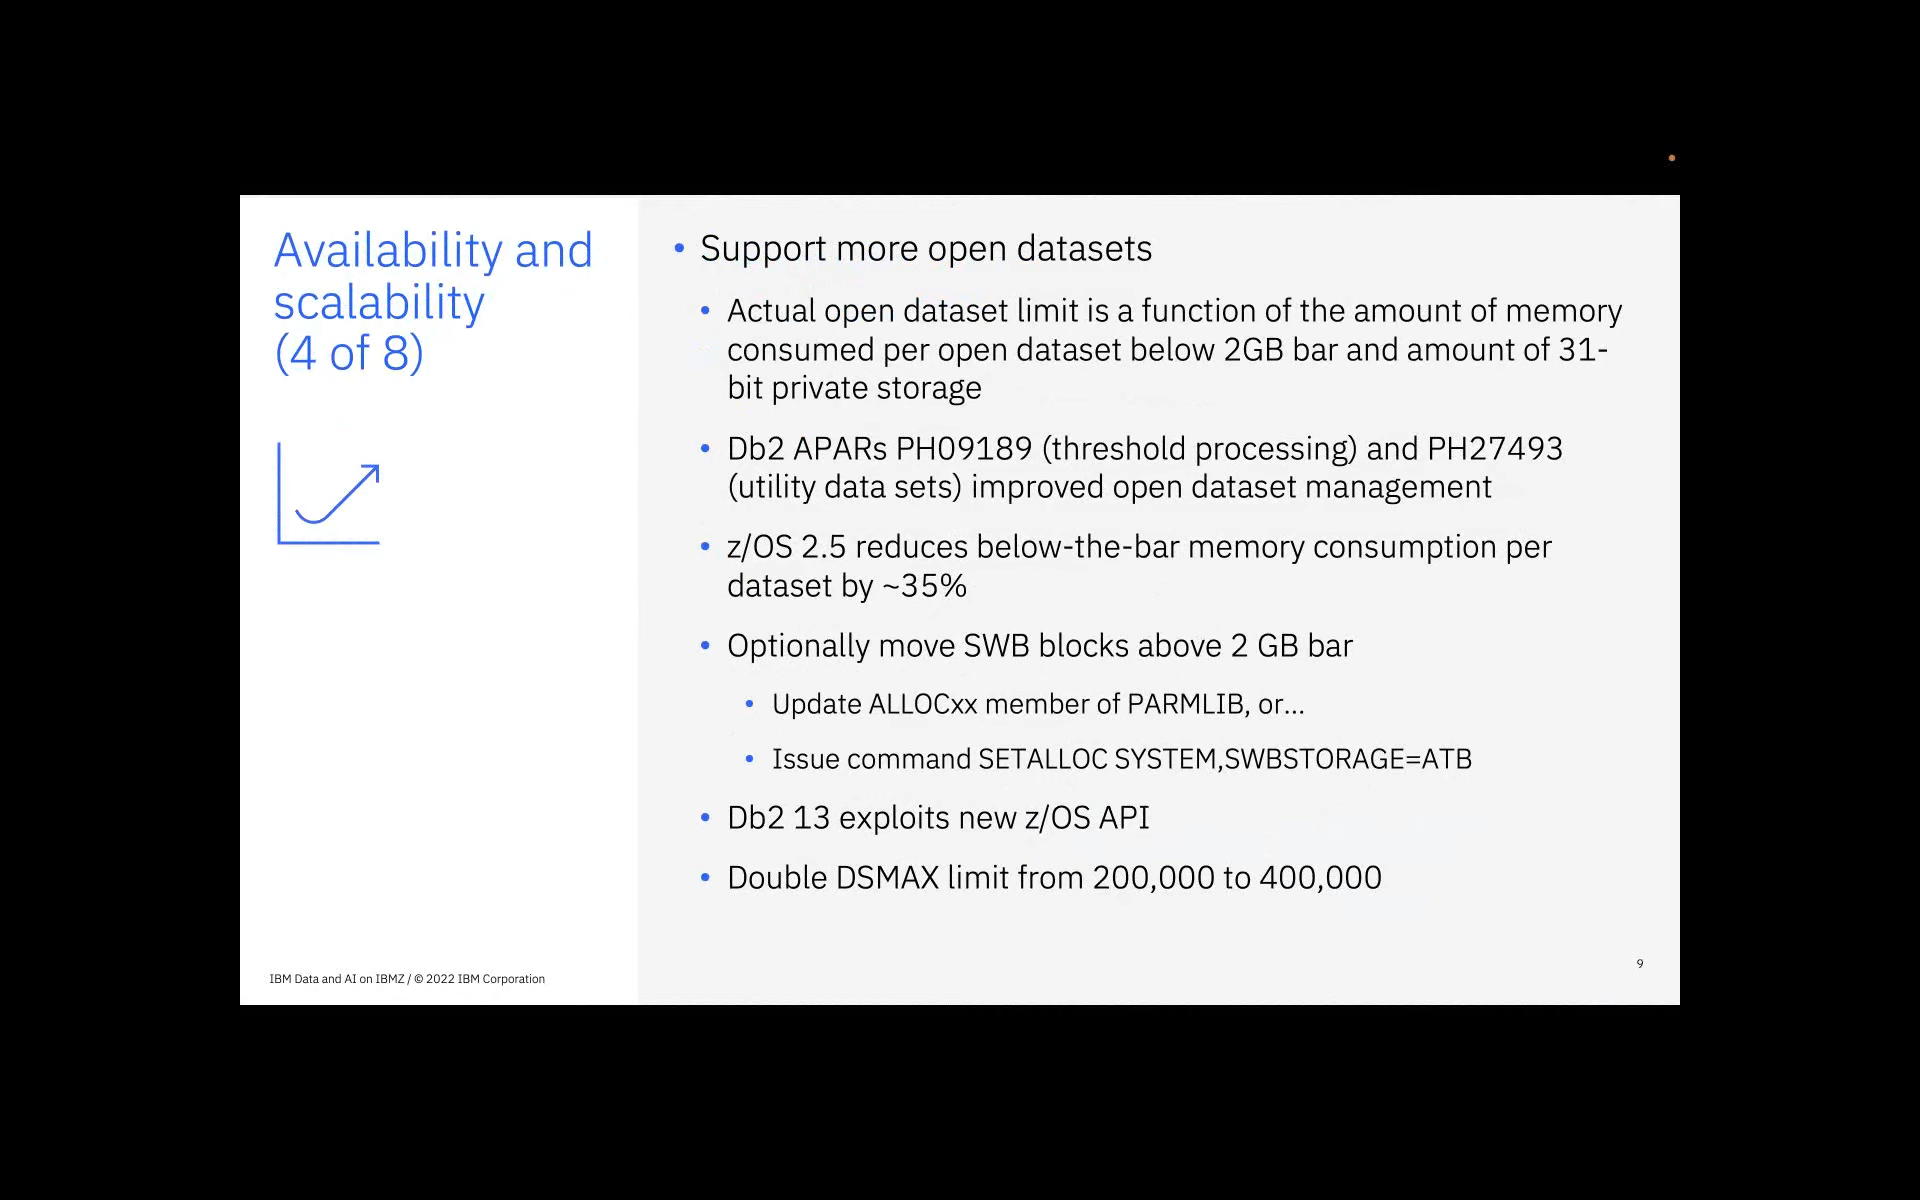 Availability and
scalability
(4 of 8)
• Support more open datasets
• Actual open dataset limit is a function of the amount of memory
consumed per open dataset below 2GB bar and amount of 31-
bit private storage
• Db2 APARs PH09189 (threshold processing) and PH27493
(utility data sets) improved open dataset management
• z/OS 2.5 reduces below-the-bar memory consumption per
dataset by ~35%
• Optionally move SWB blocks above 2 GB bar
• Update ALLOCxx member of PARMLIB, or...
• Issue command SETALLOC SYSTEM,SWBSTORAGE=ATB
• Db2 13 exploits new z/OS API
• Double DSMAX limit from 200,000 to 400,000
IBM Data and AI on IBMZ / © 2022 IBM Corporation
9